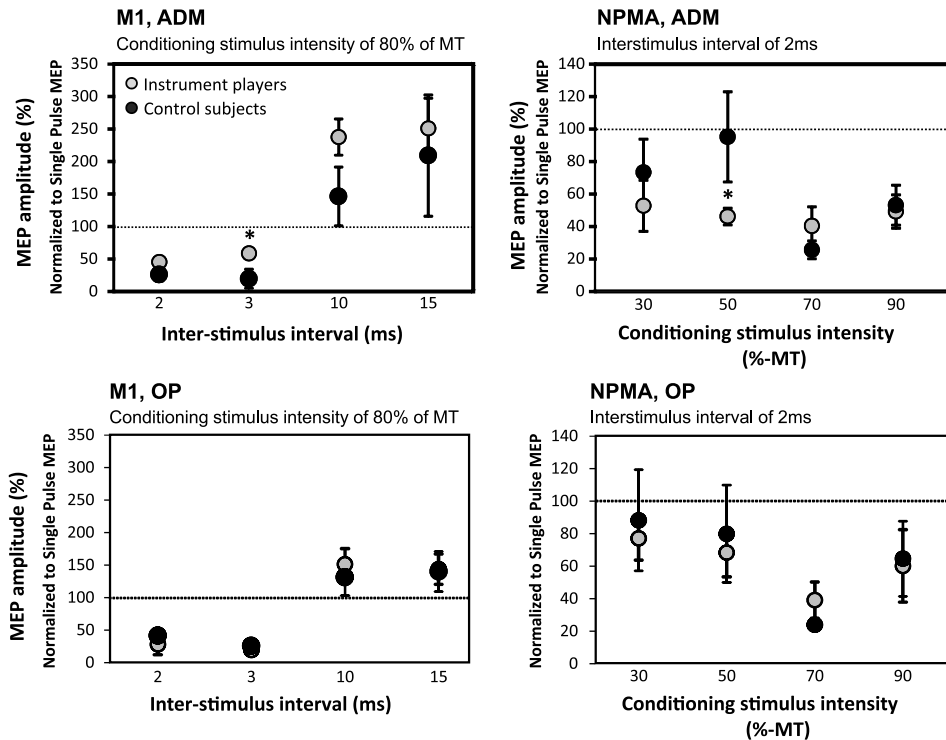 M1, ADM
Conditioning stimulus intensity of 80% of MT
MEP amplitude (%)
Normalized to Single Pulse MEP
350
300
250
200
150
100
50
0
Instrument players
Control subjects
*
2 3 10 15
Inter-stimulus interval (ms)
NPMA, ADM
Interstimulus interval of 2ms
MEP amplitude (%)
Normalized to Single Pulse MEP
140
120
100
80
60
40
20
0
*
30 50 70 90
Conditioning stimulus intensity
(%-MT)
M1, OP
Conditioning stimulus intensity of 80% of MT
MEP amplitude (%)
Normalized to Single Pulse MEP
350
300
250
200
150
100
50
0
2 3 10 15
Inter-stimulus interval (ms)
NPMA, OP
Interstimulus interval of 2ms
Normalized to Single Pulse MEP
140
120
100
80
60
40
20
0
30 50 70 90
Conditioning stimulus intensity
(%-MT)